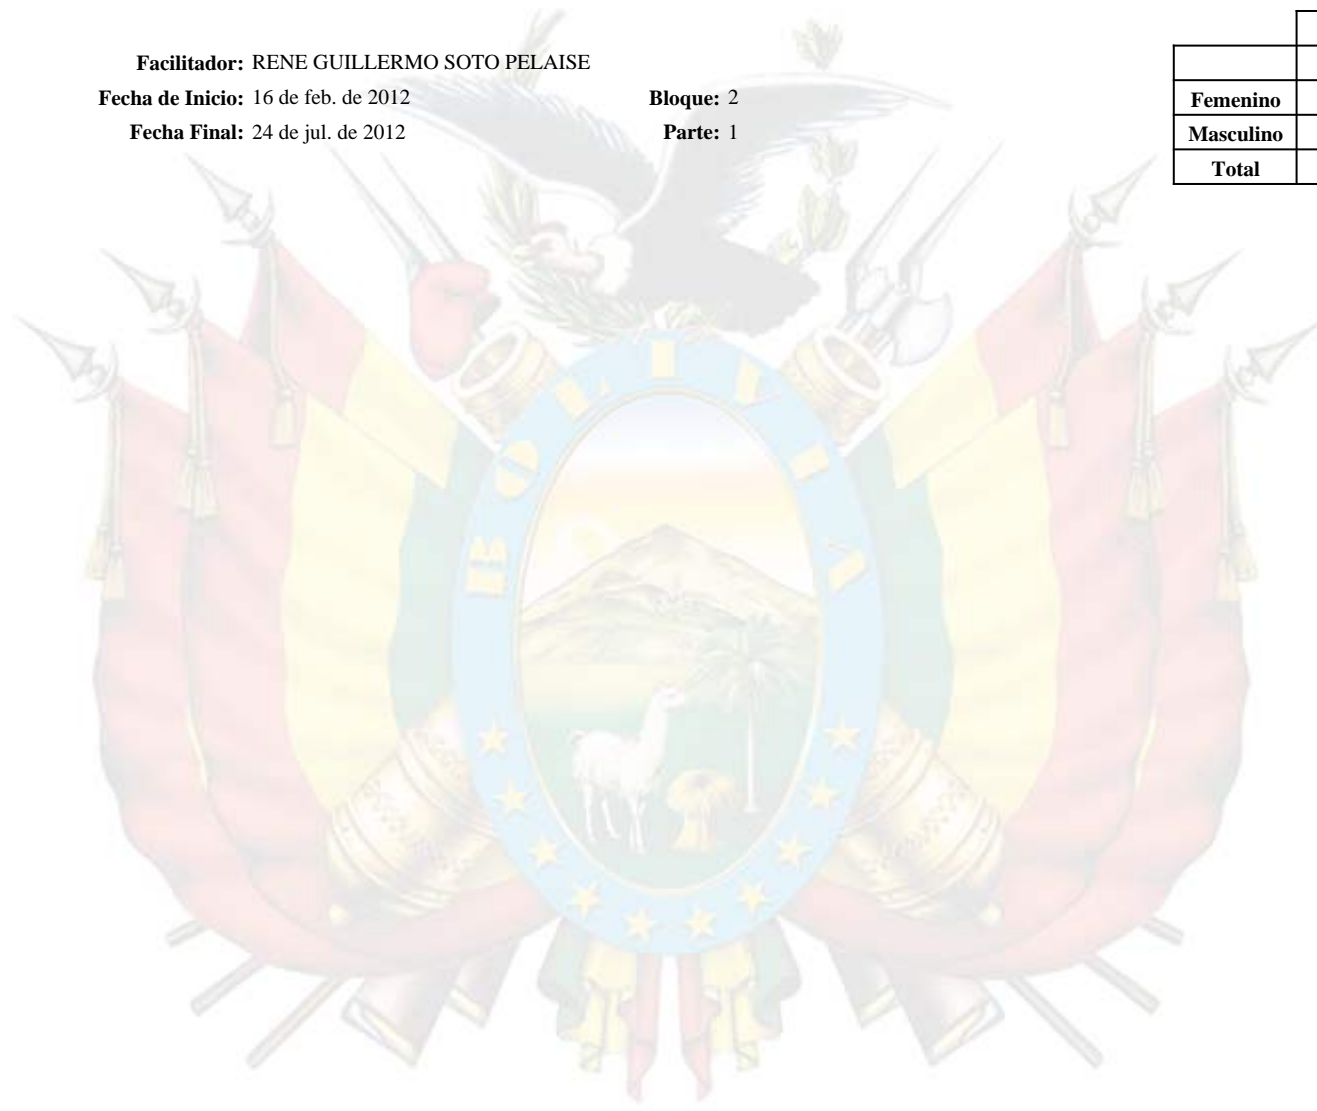 Facilitador: RENE GUILLERMO SOTO PELAISE
Fecha de Inicio: 16 de feb. de 2012 Bloque: 2
Fecha Final: 24 de jul. de 2012 Parte: 1
Femenino
Masculino
Total
BOLIVIA